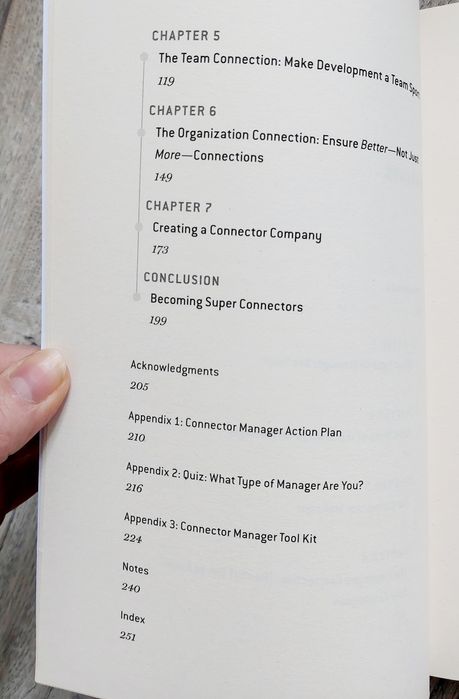 CHAPTER 5
The Team Connection: Make Development a Team Sport
119
CHAPTER 6
The Organization Connection: Ensure Better—Not Just
More—Connections
149
CHAPTER 7
Creating a Connector Company
173
CONCLUSION
Becoming Super Connectors
199
Acknowledgments
205
Appendix 1: Connector Manager Action Plan
210
Appendix 2: Quiz: What Type of Manager Are You?
216
Appendix 3: Connector Manager Tool Kit
224
Notes
240
Index
251